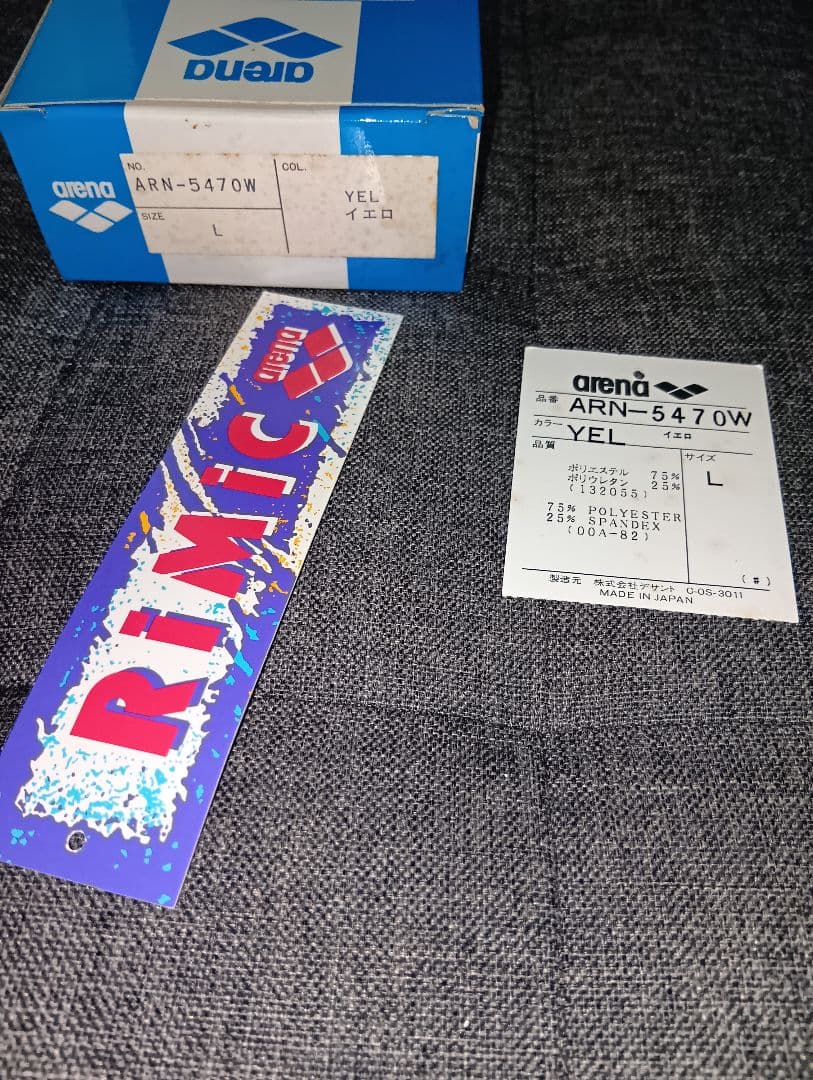 arena
arena
NO.
ARN-5470W
COL.
YEL
イエロ
SIZE
L
arena
RiMiC
arena
品番 ARN-5470W
カラー YEL イエロ
品質
サイズ
L
ポリエステル 75%
ポリウレタン 25%
(132055)
75% POLYESTER
25% SPANDEX
(00A-82)
(#)
製造元 株式会社デサント C-OS-3011
MADE IN JAPAN